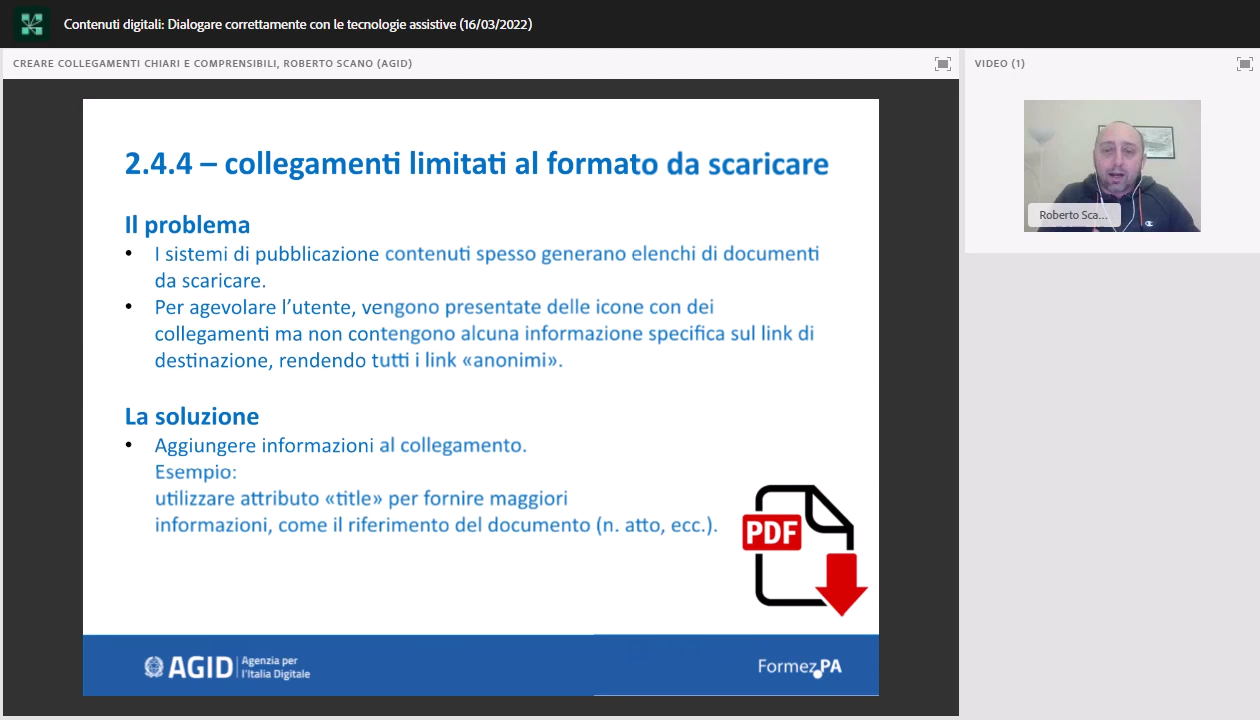 Contenuti digitali: Dialogare correttamente con le tecnologie assistive (16/03/2022)
CREARE COLLEGAMENTI CHIARI E COMPRENSIBILI, ROBERTO SCANO (AGID)
VIDEO (1)
2.4.4 – collegamenti limitati al formato da scaricare
Il problema
• I sistemi di pubblicazione contenuti spesso generano elenchi di documenti
da scaricare.
• Per agevolare l’utente, vengono presentate delle icone con dei
collegamenti ma non contengono alcuna informazione specifica sul link di
destinazione, rendendo tutti i link «anonimi».
La soluzione
• Aggiungere informazioni al collegamento.
Esempio:
utilizzare attributo «title» per fornire maggiori
informazioni, come il riferimento del documento (n. atto, ecc.).
PDF
AGID
Agenzia per
l'Italia Digitale
Formez PA
Roberto Sca...